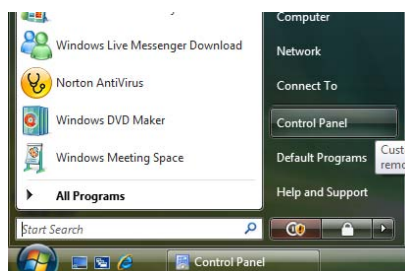 Windows Live Messenger Download
Norton AntiVirus
Windows DVD Maker
Windows Meeting Space
All Programs
Start Search
Computer
Network
Connect To
Control Panel
Default Programs
Help and Support
Control Panel